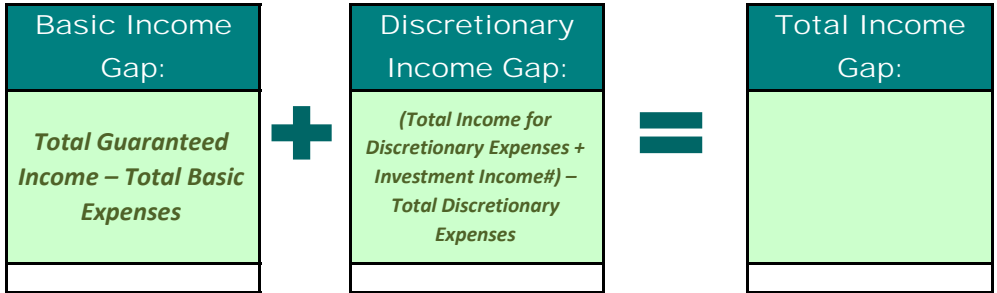 Basic Income
Gap:
Total Guaranteed
Income – Total Basic
Expenses
+
Discretionary
Income Gap:
(Total Income for
Discretionary Expenses +
Investment Income#) –
Total Discretionary
Expenses
=
Total Income
Gap: